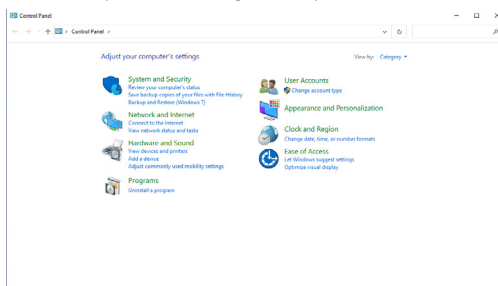 Control Panel
Control Panel
Adjust your computer's settings
View by: Category
System and Security
Review your computer's status
Save backup copies of your files with File History
Backup and Restore (Windows 7)
Network and Internet
Connect to the Internet
View network status and tasks
Hardware and Sound
View devices and printers
Add a device
Adjust commonly used mobility settings
Programs
Uninstall a program
User Accounts
Change account type
Appearance and Personalization
Clock and Region
Change date, time, or number formats
Ease of Access
Let Windows suggest settings
Optimize visual display